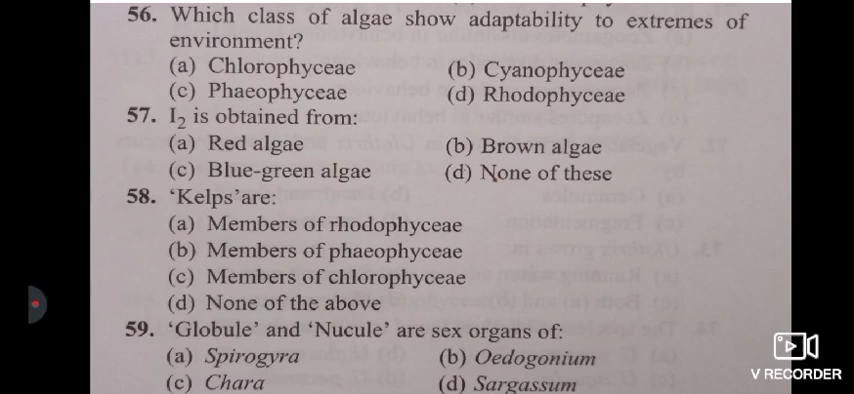 56. Which class of algae show adaptability to extremes of
environment?
(a) Chlorophyceae (b) Cyanophyceae
(c) Phaeophyceae (d) Rhodophyceae
57. I₂ is obtained from:
(a) Red algae (b) Brown algae
(c) Blue-green algae (d) None of these
58. ‘Kelps’are:
(a) Members of rhodophyceae
(b) Members of phaeophyceae
(c) Members of chlorophyceae
(d) None of the above
59. ‘Globule’ and ‘Nucule’ are sex organs of:
(a) Spirogyra (b) Oedogonium
(c) Chara (d) Sargassum
V RECORDER